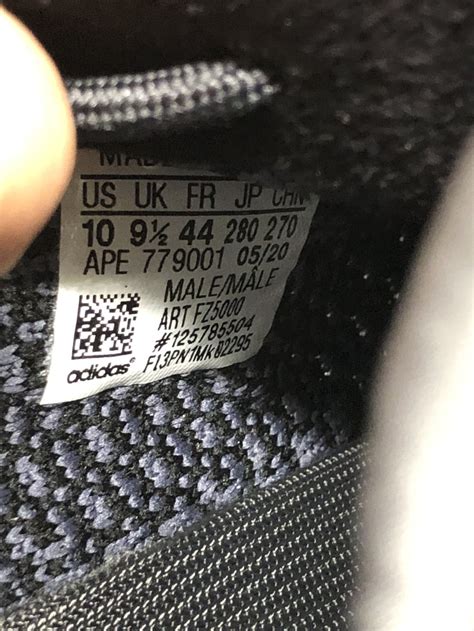 US UK FR JP CHN
10 9½ 44 280 270
APE 779001 05/20
MALE/MÂLE
ART FZ5000
#125785504
adidas